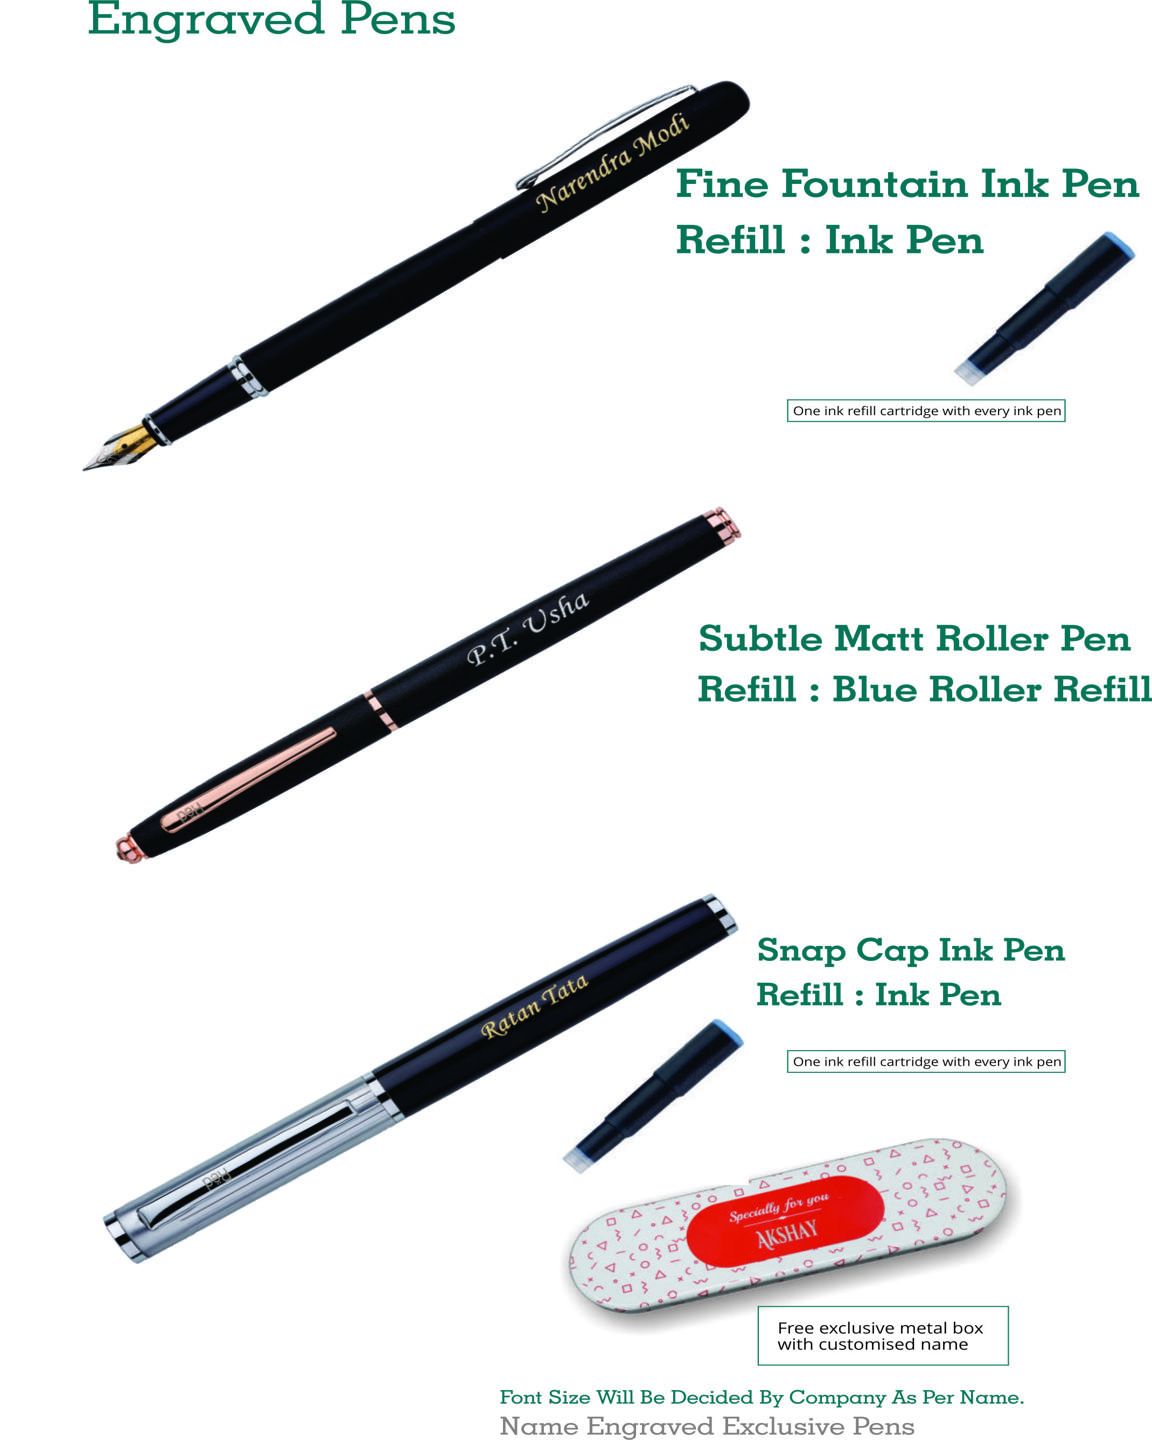 Engraved Pens
Narendra Modi
Fine Fountain Ink Pen
Refill : Ink Pen
One ink refill cartridge with every ink pen
P.T. Usha
Subtle Matt Roller Pen
Refill : Blue Roller Refill
Ratan Tata
Snap Cap Ink Pen
Refill : Ink Pen
One ink refill cartridge with every ink pen
Specially for you
AKSHAY
Free exclusive metal box
with customised name
Font Size Will Be Decided By Company As Per Name.
Name Engraved Exclusive Pens